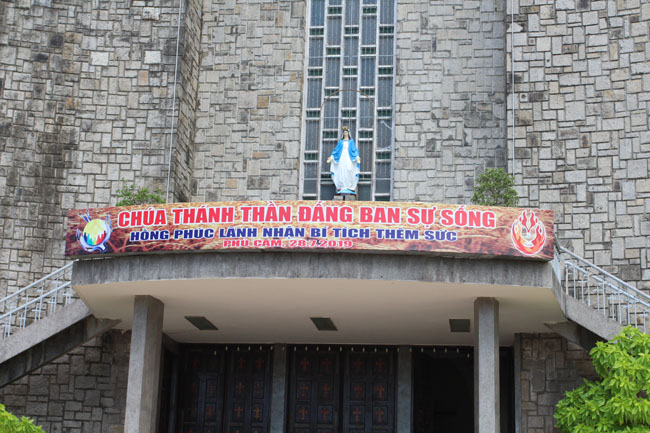 CHÚA THÁNH THẦN ĐẤNG BAN SỰ SỐNG
HỒNG PHÚC LÃNH NHẬN BÍ TÍCH THÊM SỨC
PHỦ CAM, 28/7/2019